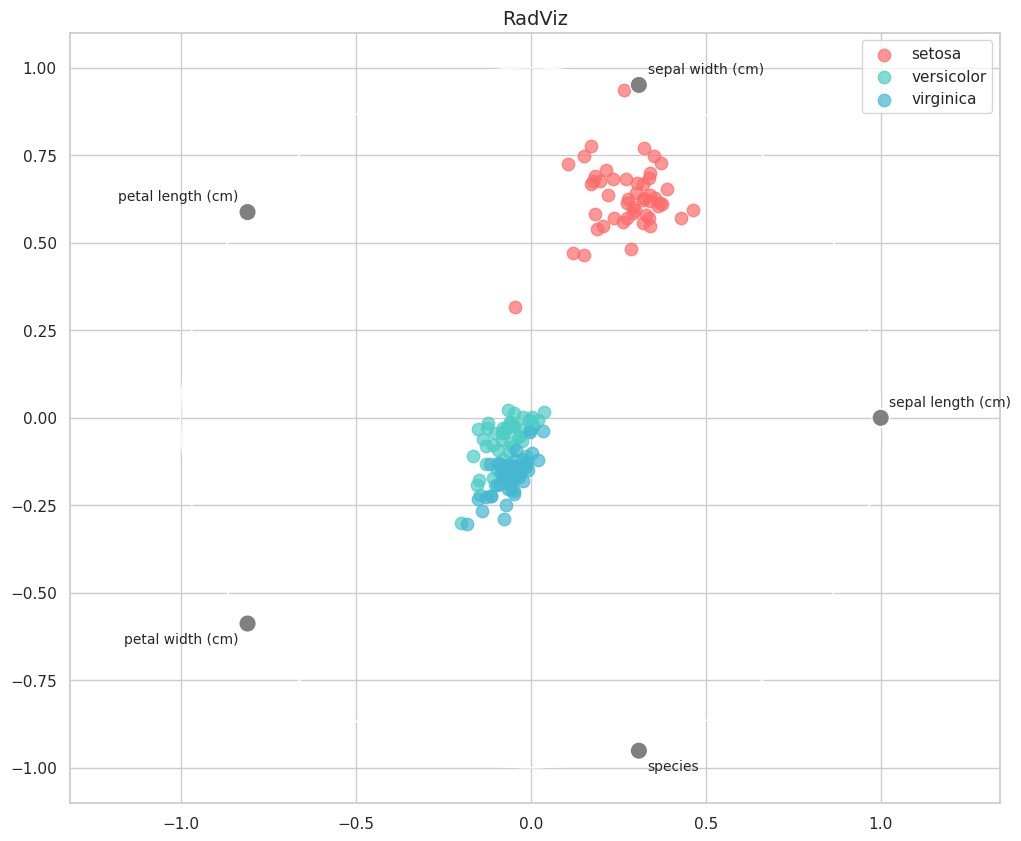 RadViz
setosa
versicolor
virginica
sepal width (cm)
petal length (cm)
sepal length (cm)
petal width (cm)
species
1.00
0.75
0.50
0.25
0.00
−0.25
−0.50
−0.75
−1.00
−1.0
−0.5
0.0
0.5
1.0